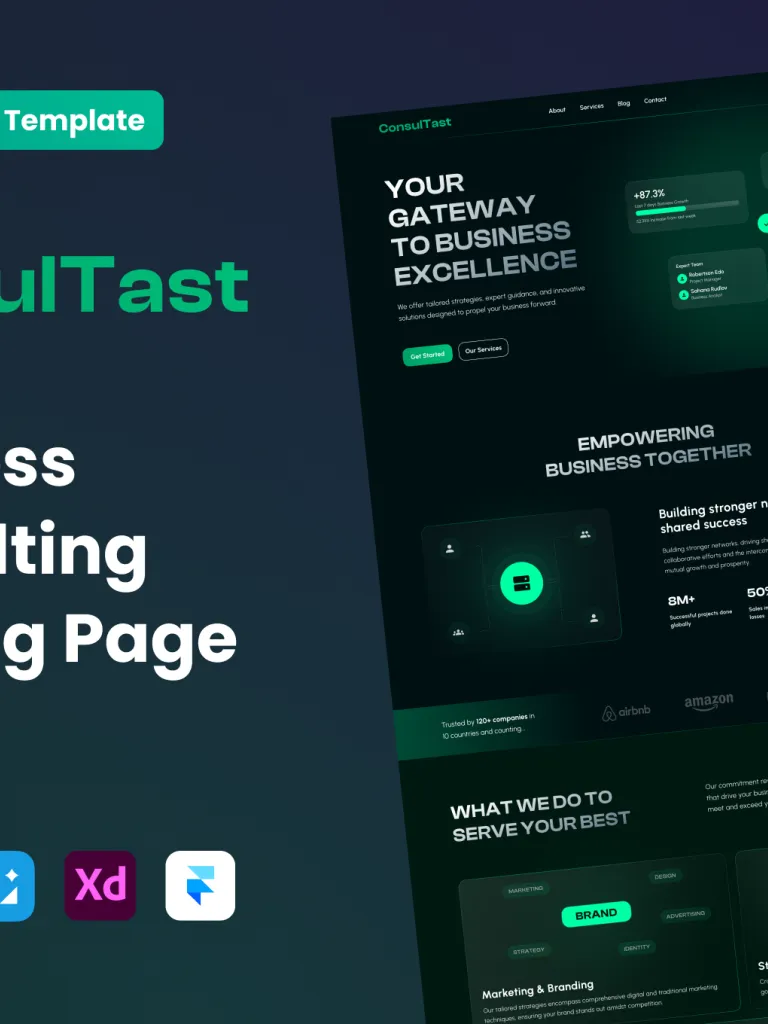 Template
ulTast
ess
lting
g Page
Xd
ConsulTast
About Services Blog Contact
YOUR
GATEWAY
TO BUSINESS
EXCELLENCE
We offer tailored strategies, expert guidance, and innovative
solutions designed to propel your business forward.
Get Started Our Services
+87.3%
Expert Team
Robertson Edo
Project Manager
Business Analyst
EMPOWERING
BUSINESS TOGETHER
Building stronger n
shared success
Building stronger networks, driving sh
collaborative efforts and the intercon
mutual growth and prosperity.
8M+
Successful projects done
globally
50%
Sales in
losses
Trusted by 120+ companies in
10 countries and counting..
airbnb
amazon
WHAT WE DO TO
SERVE YOUR BEST
Our commitment re
that drive your busi
meet and exceed y
MARKETING
DESIGN
BRAND
ADVERTISING
STRATEGY
IDENTITY
Marketing & Branding
Our tailored strategies encompass comprehensive digital and traditional marketing
techniques, ensuring your brand stands out amidst competition.
St